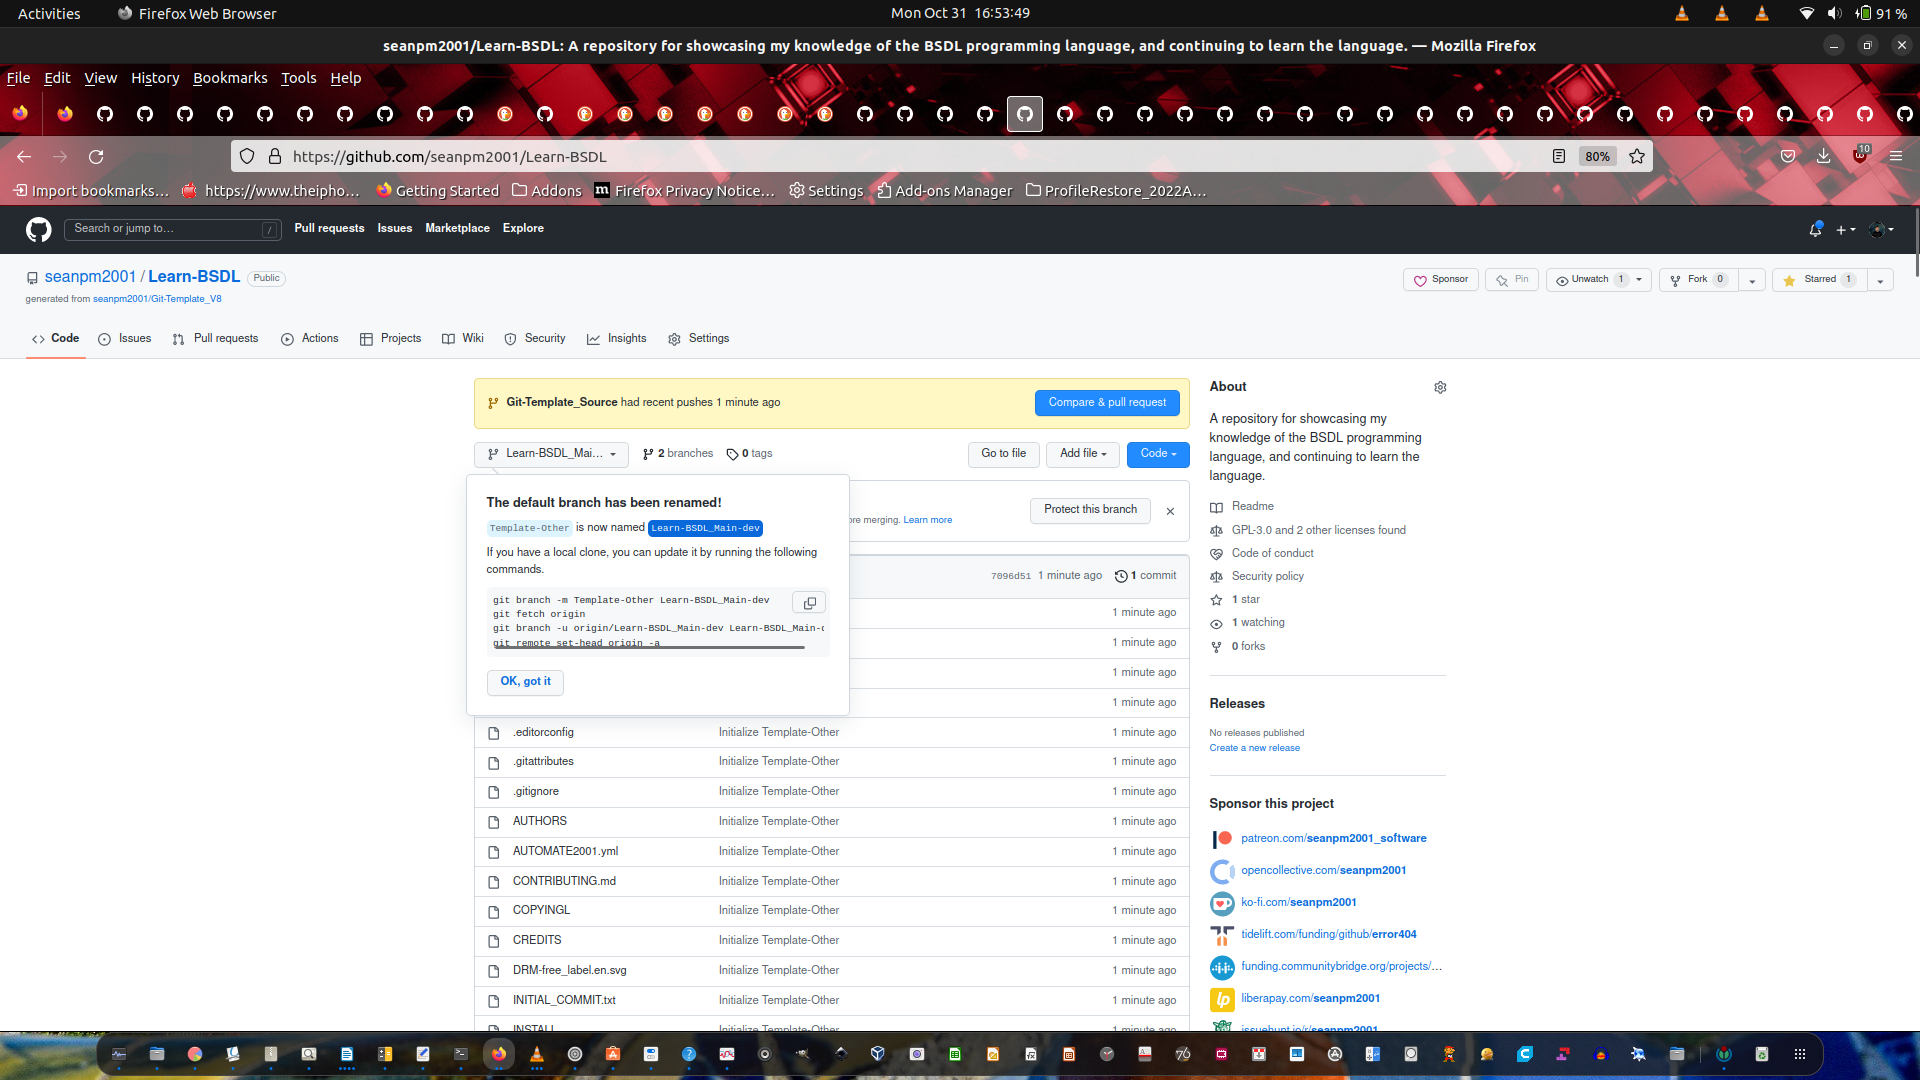 Activities
Firefox Web Browser
Mon Oct 31 16:53:49
91 %
seanpm2001/Learn-BSDL: A repository for showcasing my knowledge of the BSDL programming language, and continuing to learn the language. — Mozilla Firefox
File Edit View History Bookmarks Tools Help
https://github.com/seanpm2001/Learn-BSDL
80%
10
Import bookmarks...
https://www.theipho...
Getting Started
Addons
Firefox Privacy Notice...
Settings
Add-ons Manager
ProfileRestore_2022A...
Search or jump to...
/
Pull requests Issues Marketplace Explore
seanpm2001 / Learn-BSDL Public
generated from seanpm2001/Git-Template_V8
Sponsor
Pin
Unwatch 1
Fork 0
Starred 1
Code
Issues
Pull requests
Actions
Projects
Wiki
Security
Insights
Settings
Git-Template_Source had recent pushes 1 minute ago
Compare & pull request
Learn-BSDL_Mai...
2 branches
0 tags
Go to file
Add file
Code
The default branch has been renamed!
Template-Other is now named Learn-BSDL_Main-dev
If you have a local clone, you can update it by running the following
commands.
git branch -m Template-Other Learn-BSDL_Main-dev
git fetch origin
git branch -u origin/Learn-BSDL_Main-dev Learn-BSDL_Main-d
git remote set-head origin -a
OK, got it
ore merging. Learn more
Protect this branch
7096d51 1 minute ago
1 commit
1 minute ago
1 minute ago
1 minute ago
1 minute ago
.editorconfig Initialize Template-Other 1 minute ago
.gitattributes Initialize Template-Other 1 minute ago
.gitignore Initialize Template-Other 1 minute ago
AUTHORS Initialize Template-Other 1 minute ago
AUTOMATE2001.yml Initialize Template-Other 1 minute ago
CONTRIBUTING.md Initialize Template-Other 1 minute ago
COPYINGL Initialize Template-Other 1 minute ago
CREDITS Initialize Template-Other 1 minute ago
DRM-free_label.en.svg Initialize Template-Other 1 minute ago
INITIAL_COMMIT.txt Initialize Template-Other 1 minute ago
INSTALL Initialize Template-Other 1 minute ago
About
A repository for showcasing my
knowledge of the BSDL programming
language, and continuing to learn the
language.
Readme
GPL-3.0 and 2 other licenses found
Code of conduct
Security policy
1 star
1 watching
0 forks
Releases
No releases published
Create a new release
Sponsor this project
patreon.com/seanpm2001_software
opencollective.com/seanpm2001
ko-fi.com/seanpm2001
tidelift.com/funding/github/error404
funding.communitybridge.org/projects/...
liberapay.com/seanpm2001
issuehunt.io/r/seanpm2001